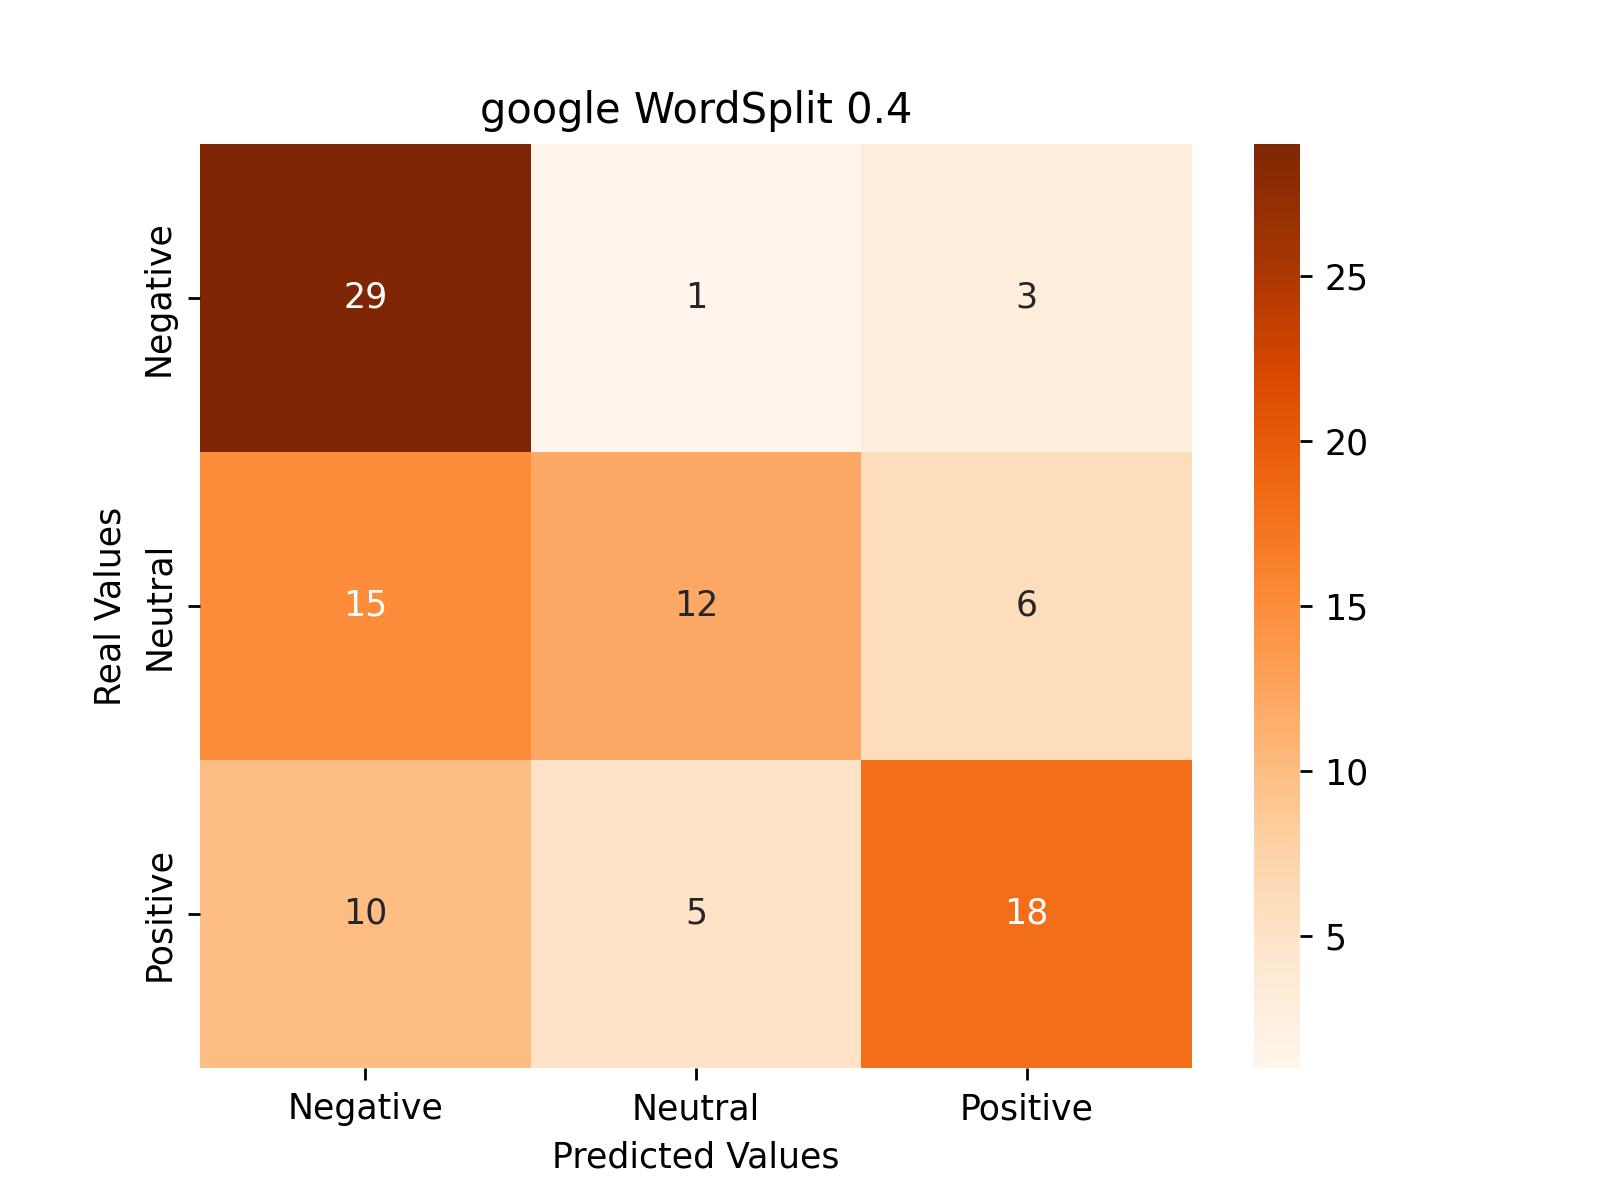 google WordSplit 0.4
Real Values
Negative
29 1 3
Neutral
15 12 6
Positive
10 5 18
Negative Neutral Positive
Predicted Values
25
20
15
10
5